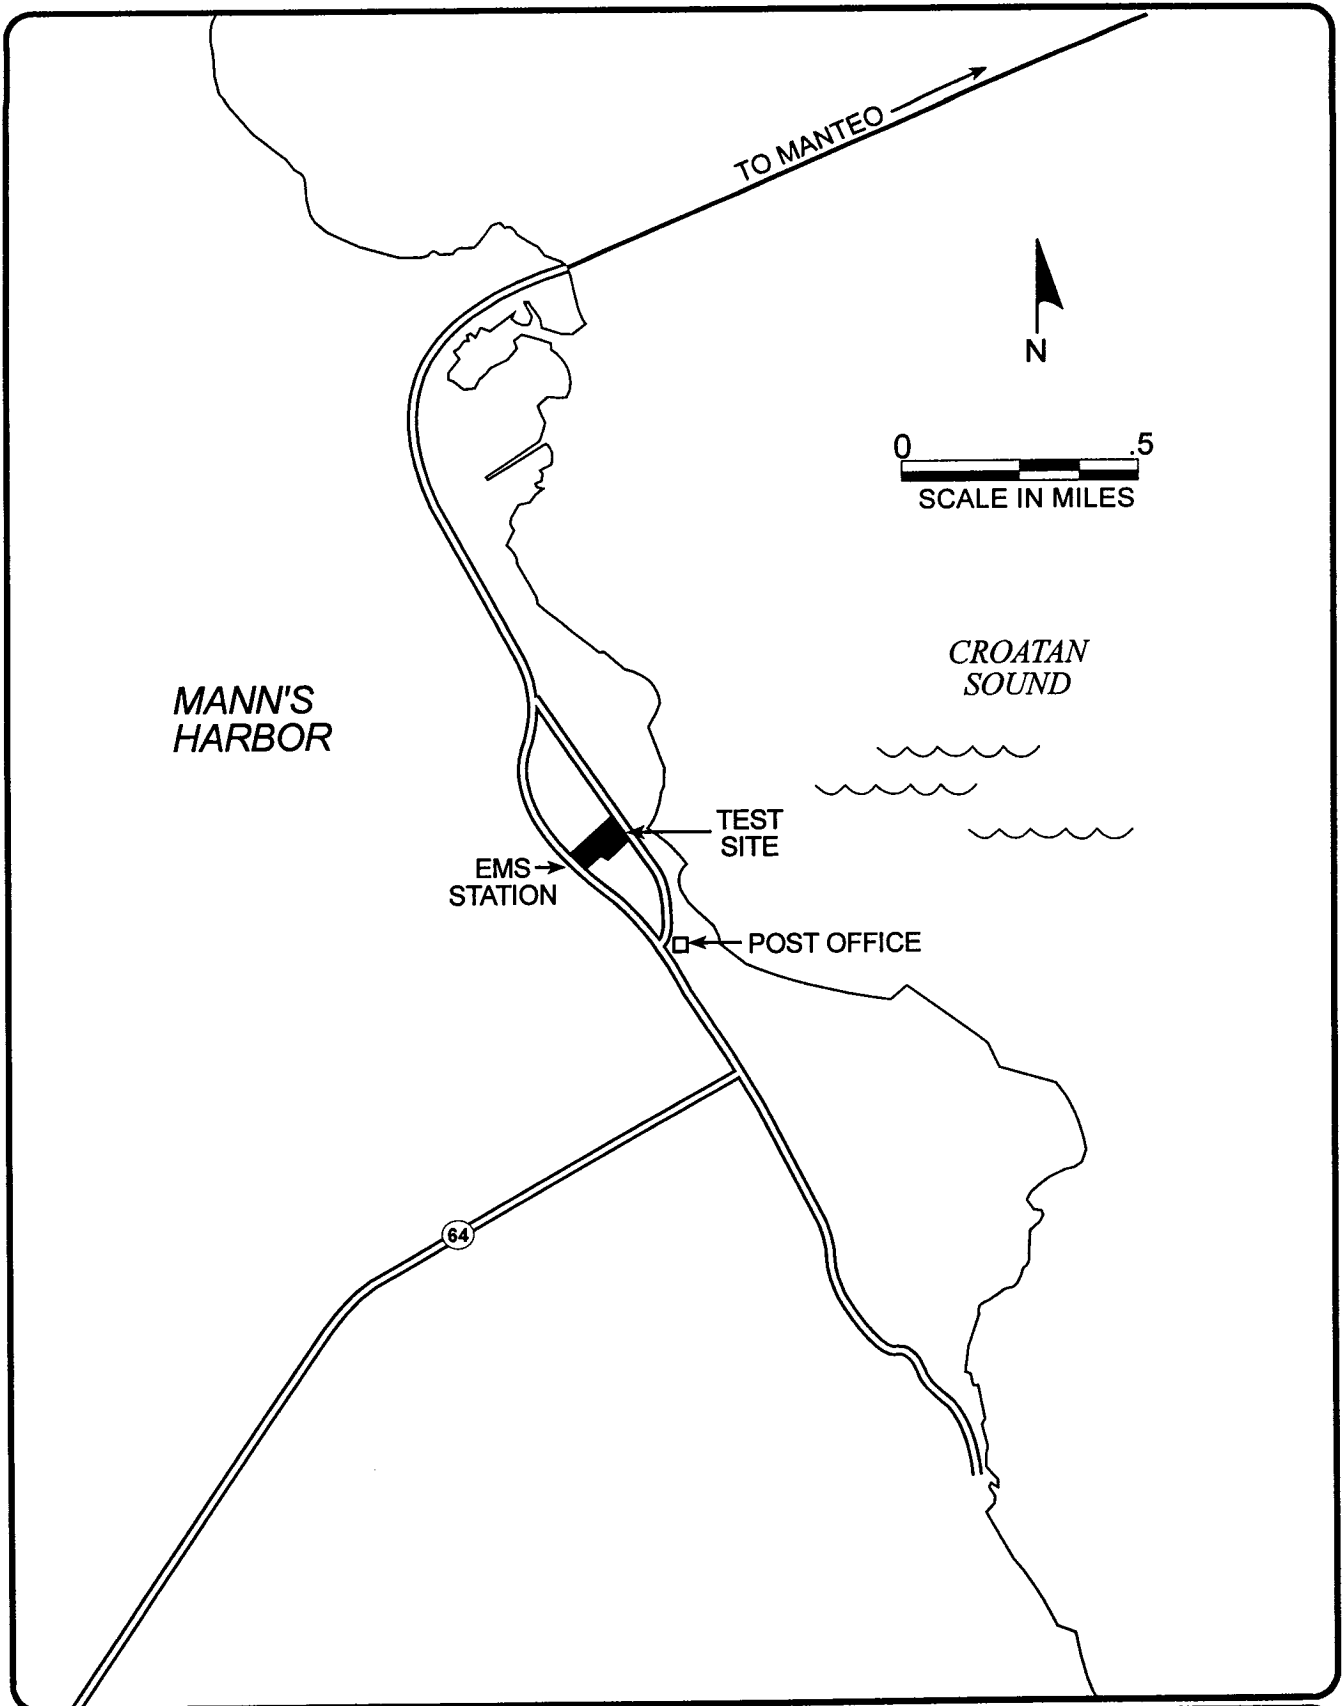 TO MANTEO
N
0 .5
SCALE IN MILES
CROATAN
SOUND
MANN'S
HARBOR
TEST
SITE
EMS
STATION
POST OFFICE
64